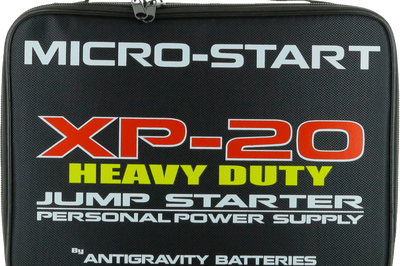 MICRO-START
XP-20
HEAVY DUTY
JUMP STARTER
PERSONAL POWER SUPPLY
By ANTIGRAVITY BATTERIES